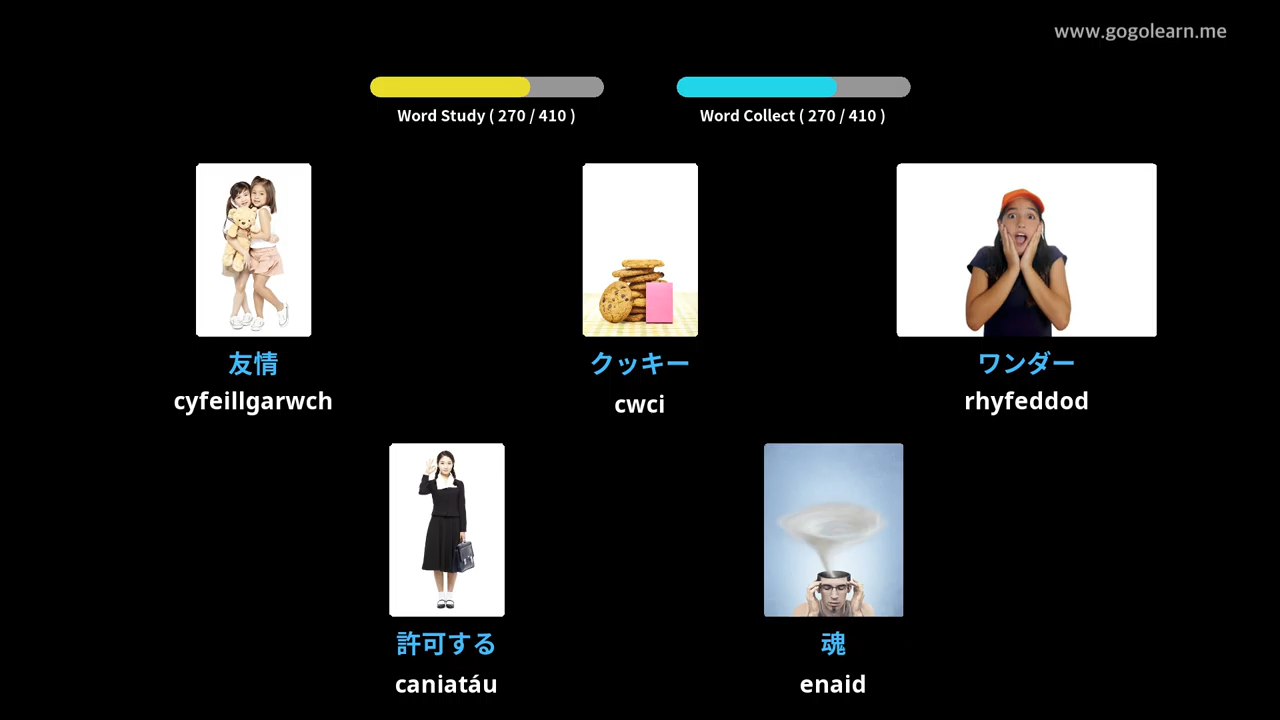 www.gogolearn.me
Word Study ( 270 / 410 )
Word Collect ( 270 / 410 )
友情
クッキー
ワンダー
cyfeillgarwch
cwci
rhyfeddod
許可する
魂
caniatáu
enaid